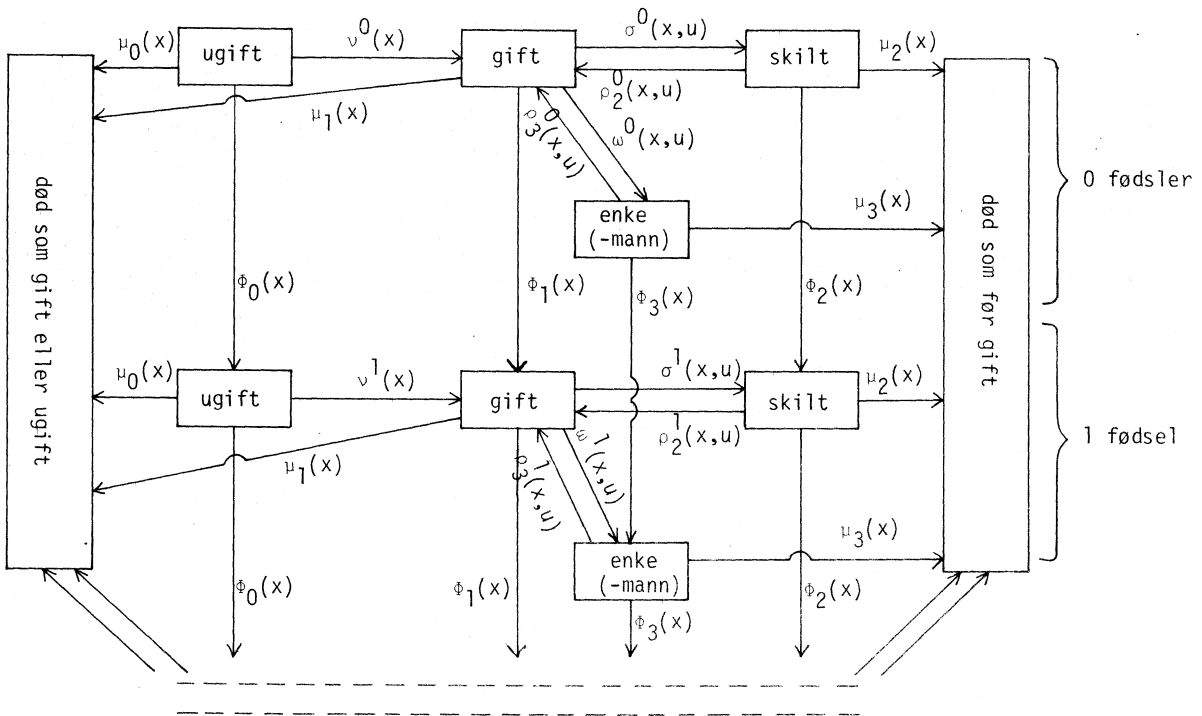 μ0(x)
ugift
ν⁰(x)
gift
σ⁰(x,u)
ρ2⁰(x,u)
skilt
μ2(x)
μ1(x)
ρ3⁰(x,u)
ω⁰(x,u)
enke
(-mann)
μ3(x)
0 fødsler
død som gift eller ugift
død som før gift
Φ0(x)
Φ1(x)
Φ3(x)
Φ2(x)
μ0(x)
ugift
ν¹(x)
gift
σ¹(x,u)
ρ2¹(x,u)
skilt
μ2(x)
μ1(x)
ρ3¹(x,u)
ω¹(x,u)
1 fødsel
enke
(-mann)
μ3(x)
Φ0(x)
Φ1(x)
Φ3(x)
Φ2(x)